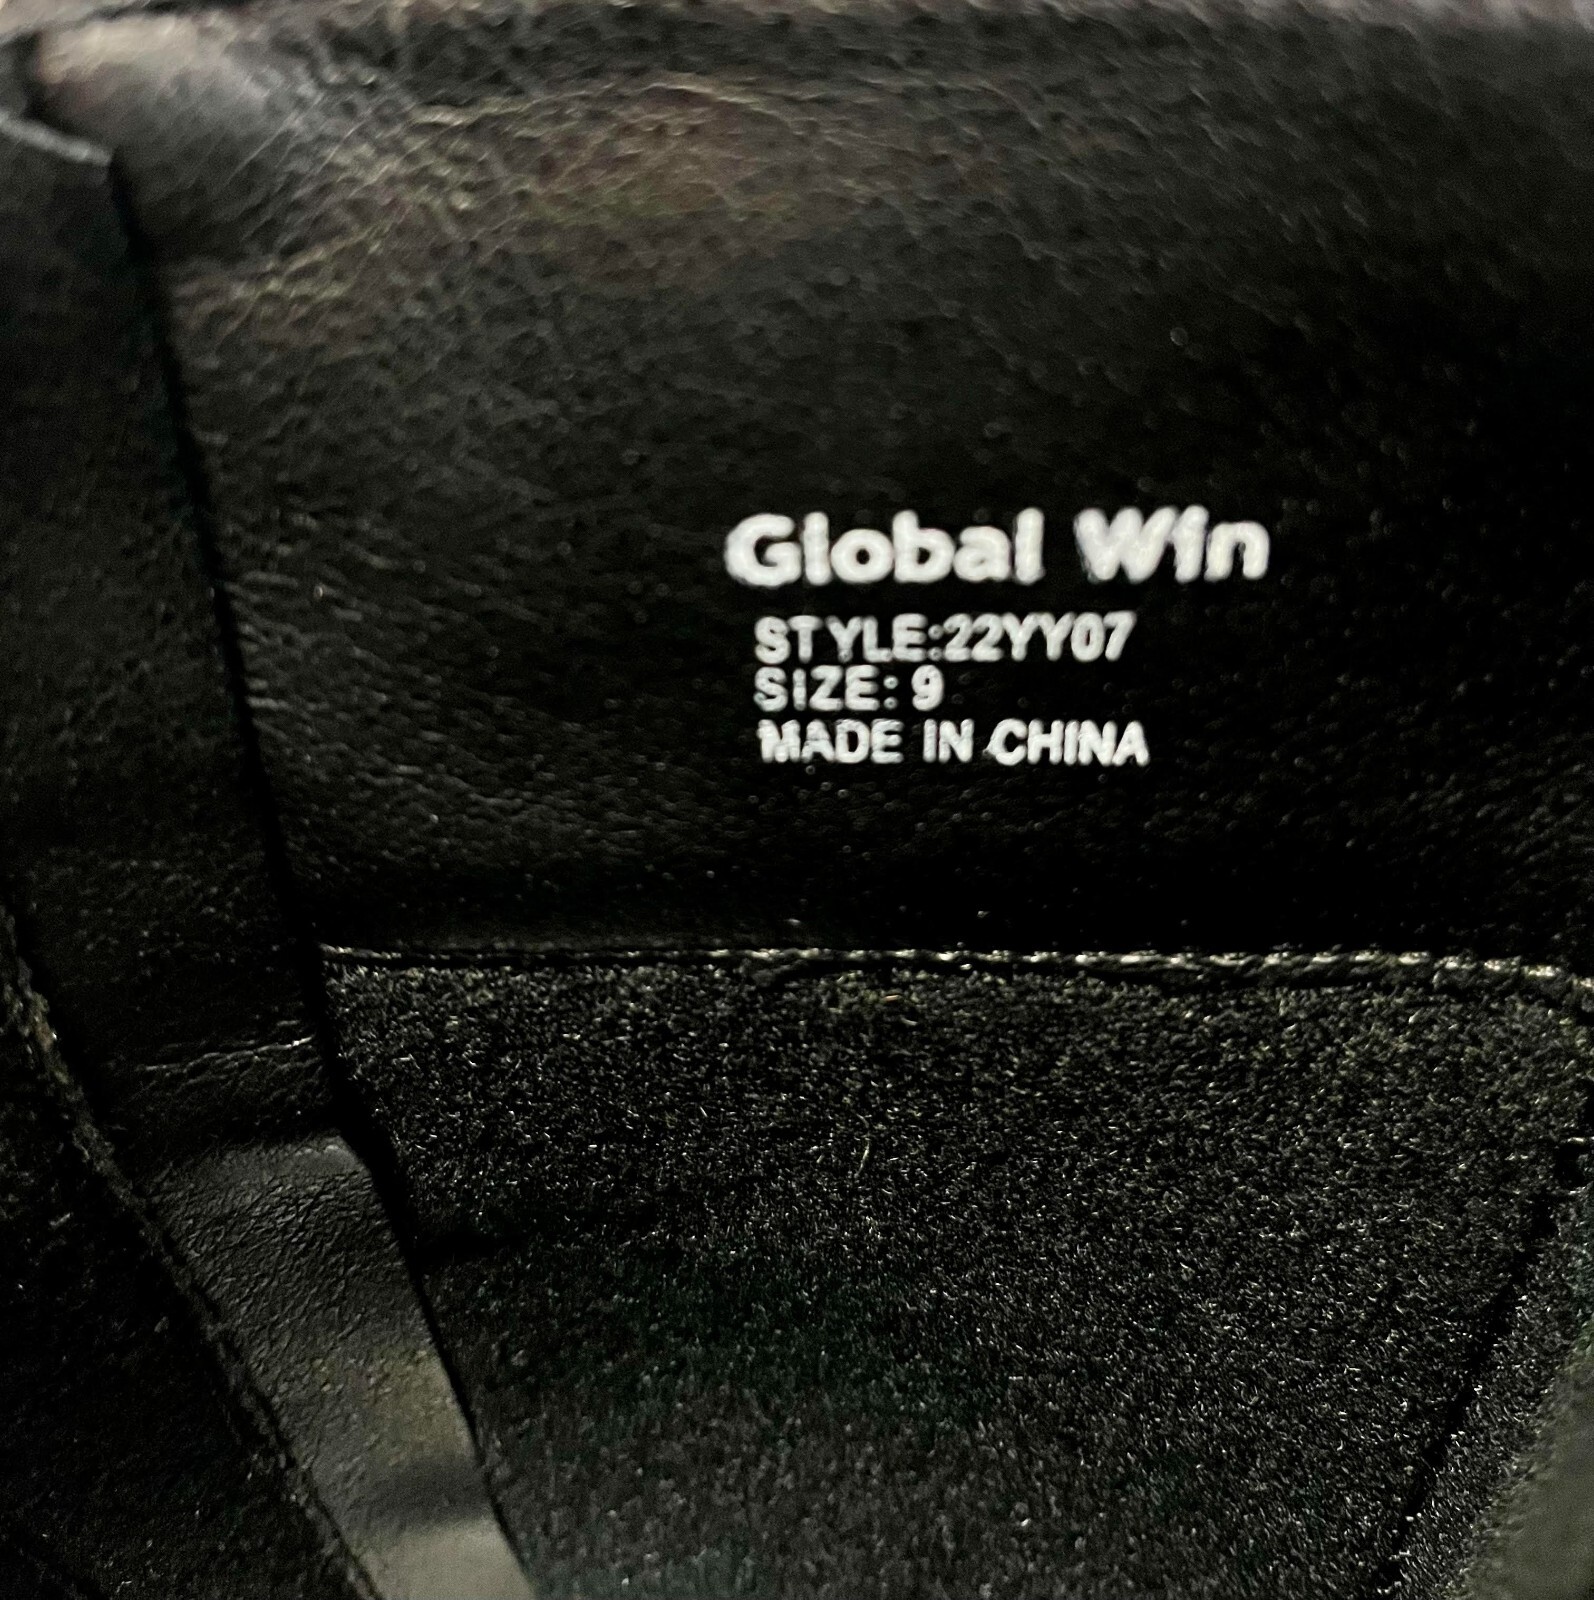 Global Win
STYLE:22YY07
SIZE: 9
MADE IN CHINA